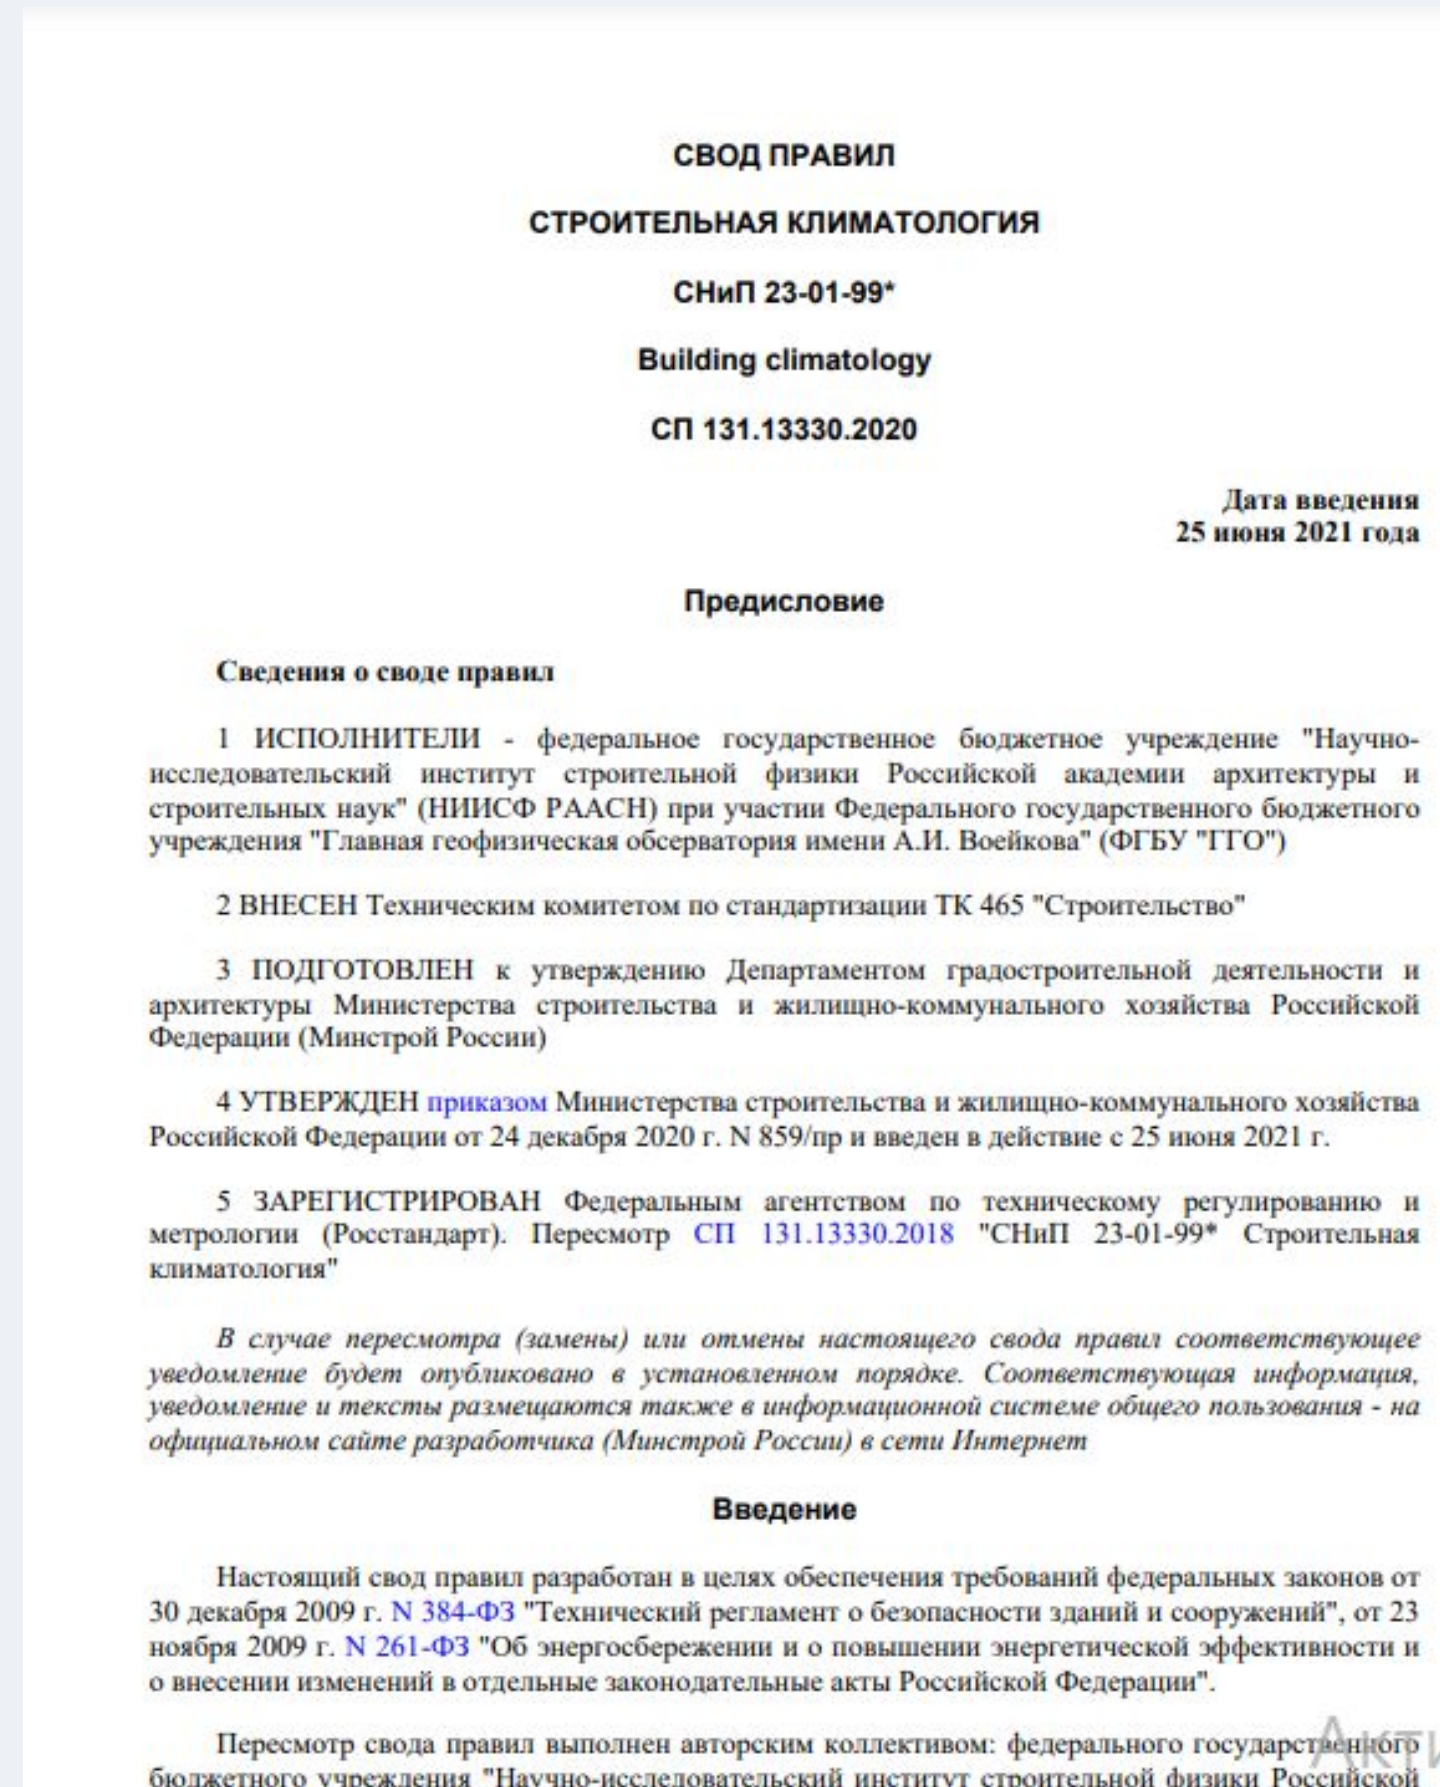 СВОД ПРАВИЛ
СТРОИТЕЛЬНАЯ КЛИМАТОЛОГИЯ
СНиП 23-01-99*
Building climatology
СП 131.13330.2020
Дата введения
25 июня 2021 года
Предисловие
Сведения о своде правил
1 ИСПОЛНИТЕЛИ - федеральное государственное бюджетное учреждение "Научно-
исследовательский институт строительной физики Российской академии архитектуры и
строительных наук" (НИИСФ РААСН) при участии Федерального государственного бюджетного
учреждения "Главная геофизическая обсерватория имени А.И. Воейкова" (ФГБУ "ГГО")
2 ВНЕСЕН Техническим комитетом по стандартизации ТК 465 "Строительство"
3 ПОДГОТОВЛЕН к утверждению Департаментом градостроительной деятельности и
архитектуры Министерства строительства и жилищно-коммунального хозяйства Российской
Федерации (Минстрой России)
4 УТВЕРЖДЕН приказом Министерства строительства и жилищно-коммунального хозяйства
Российской Федерации от 24 декабря 2020 г. N 859/пр и введен в действие с 25 июня 2021 г.
5 ЗАРЕГИСТРИРОВАН Федеральным агентством по техническому регулированию и
метрологии (Росстандарт). Пересмотр СП 131.13330.2018 "СНиП 23-01-99* Строительная
климатология"
В случае пересмотра (замены) или отмены настоящего свода правил соответствующее
уведомление будет опубликовано в установленном порядке. Соответствующая информация,
уведомление и тексты размещаются также в информационной системе общего пользования - на
официальном сайте разработчика (Минстрой России) в сети Интернет
Введение
Настоящий свод правил разработан в целях обеспечения требований федеральных законов от
30 декабря 2009 г. N 384-ФЗ "Технический регламент о безопасности зданий и сооружений", от 23
ноября 2009 г. N 261-ФЗ "Об энергосбережении и о повышении энергетической эффективности и
о внесении изменений в отдельные законодательные акты Российской Федерации".
Пересмотр свода правил выполнен авторским коллективом: федерального государственного
бюджетного учреждения "Научно-исследовательский институт строительной физики Российской